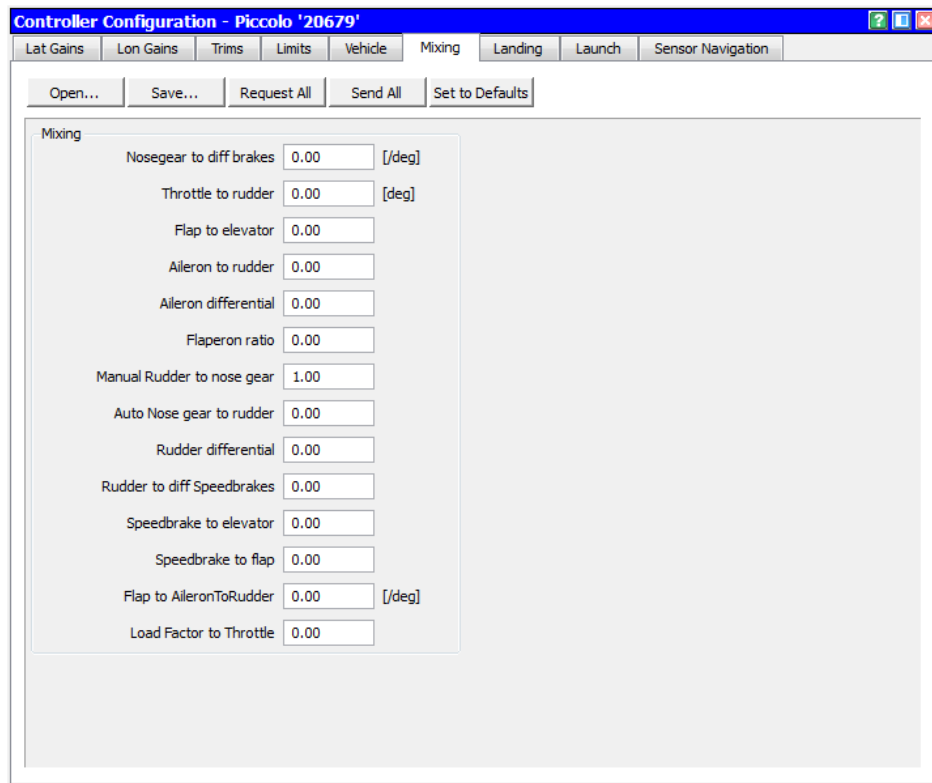 Controller Configuration - Piccolo '20679'
Lat Gains Lon Gains Trims Limits Vehicle Mixing Landing Launch Sensor Navigation
Open... Save... Request All Send All Set to Defaults
Mixing
Nosegear to diff brakes 0.00 [/deg]
Throttle to rudder 0.00 [deg]
Flap to elevator 0.00
Aileron to rudder 0.00
Aileron differential 0.00
Flaperon ratio 0.00
Manual Rudder to nose gear 1.00
Auto Nose gear to rudder 0.00
Rudder differential 0.00
Rudder to diff Speedbrakes 0.00
Speedbrake to elevator 0.00
Speedbrake to flap 0.00
Flap to AileronToRudder 0.00 [/deg]
Load Factor to Throttle 0.00